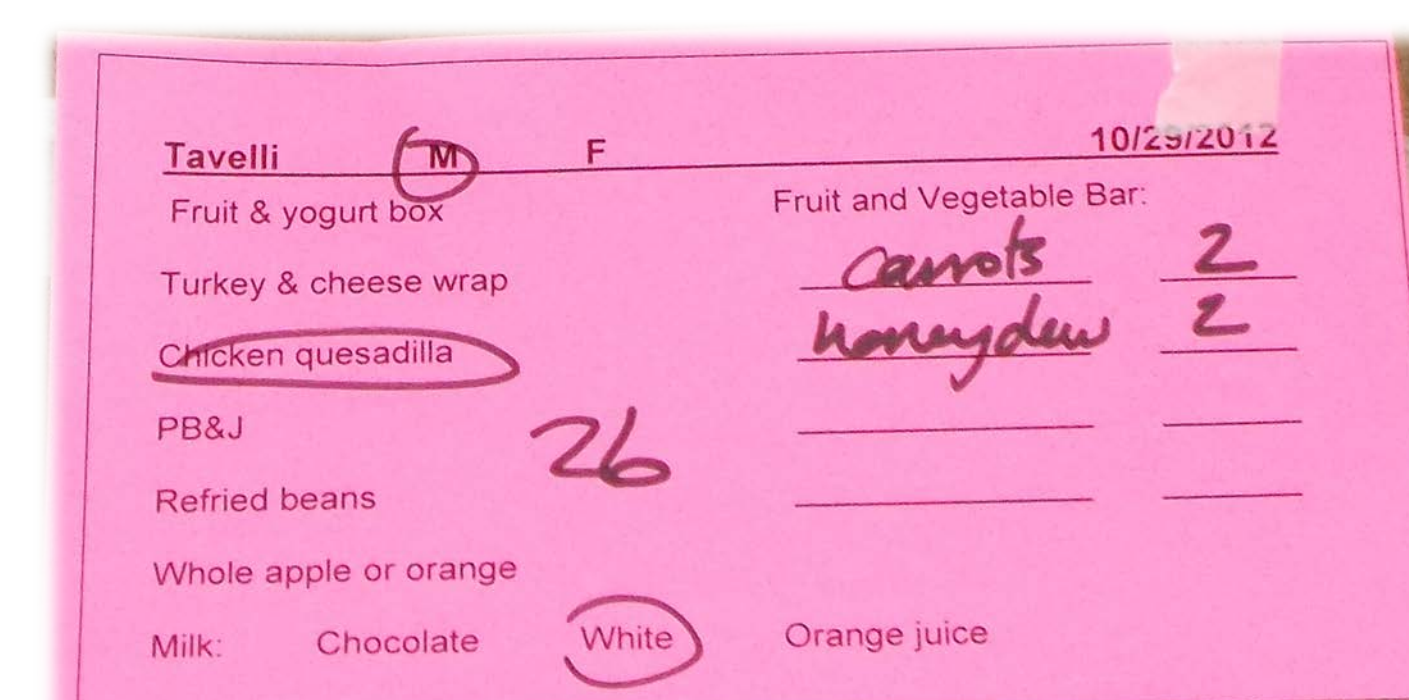 Tavelli M F 10/29/2012
Fruit & yogurt box Fruit and Vegetable Bar:
Turkey & cheese wrap carrots 2
Chicken quesadilla honeydew 2
PB&J
26
Refried beans
Whole apple or orange
Milk: Chocolate White Orange juice